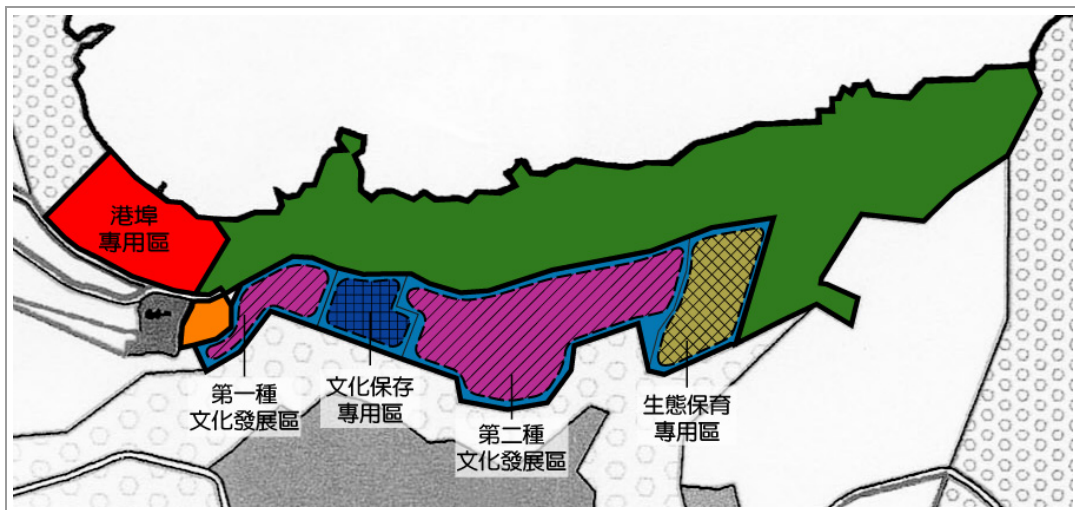 港埠
專用區
第一種
文化發展區
文化保存
專用區
第二種
文化發展區
生態保育
專用區